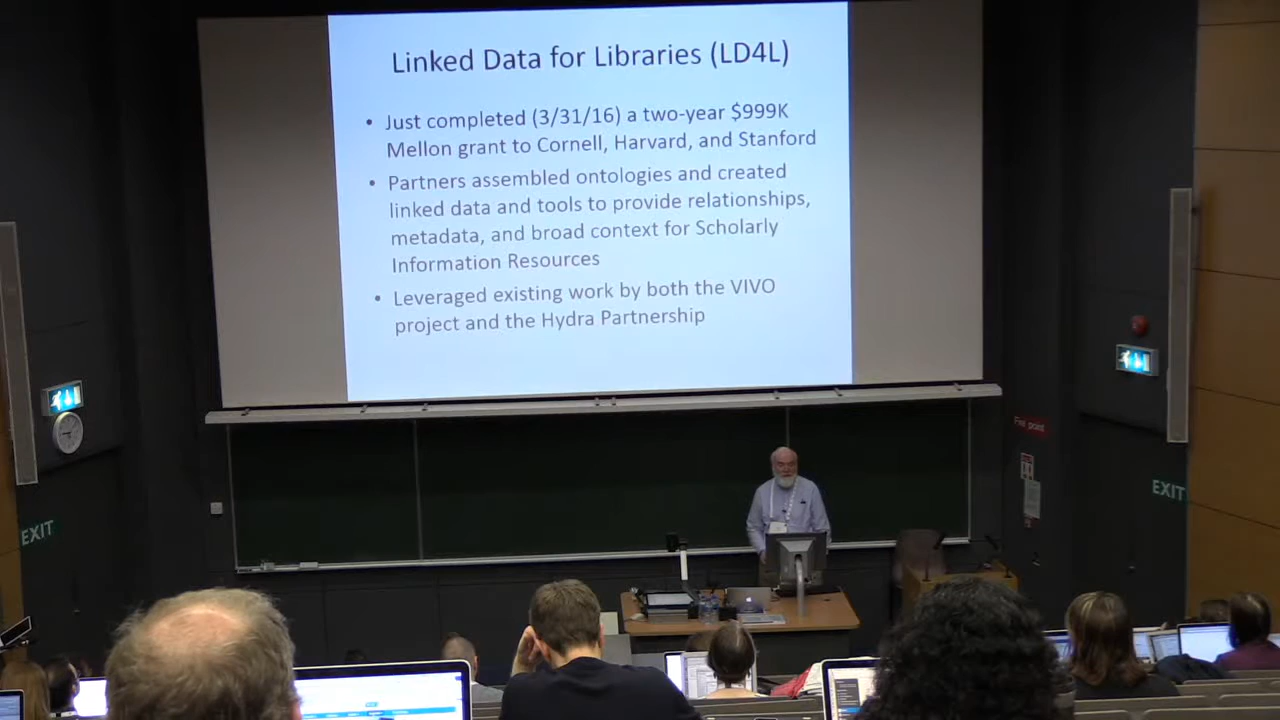 Linked Data for Libraries (LD4L)
• Just completed (3/31/16) a two-year $999K
Mellon grant to Cornell, Harvard, and Stanford
• Partners assembled ontologies and created
linked data and tools to provide relationships,
metadata, and broad context for Scholarly
Information Resources
• Leveraged existing work by both the VIVO
project and the Hydra Partnership
Fire point
EXIT
EXIT